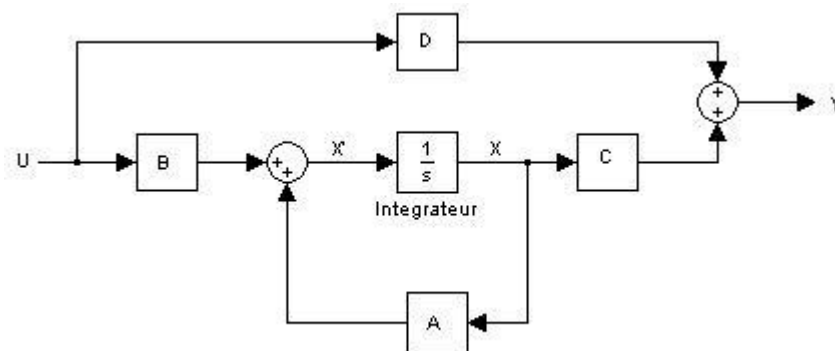 D
+
+
Y
U
B
+
+
X'
1
s
X
C
Integrateur
A